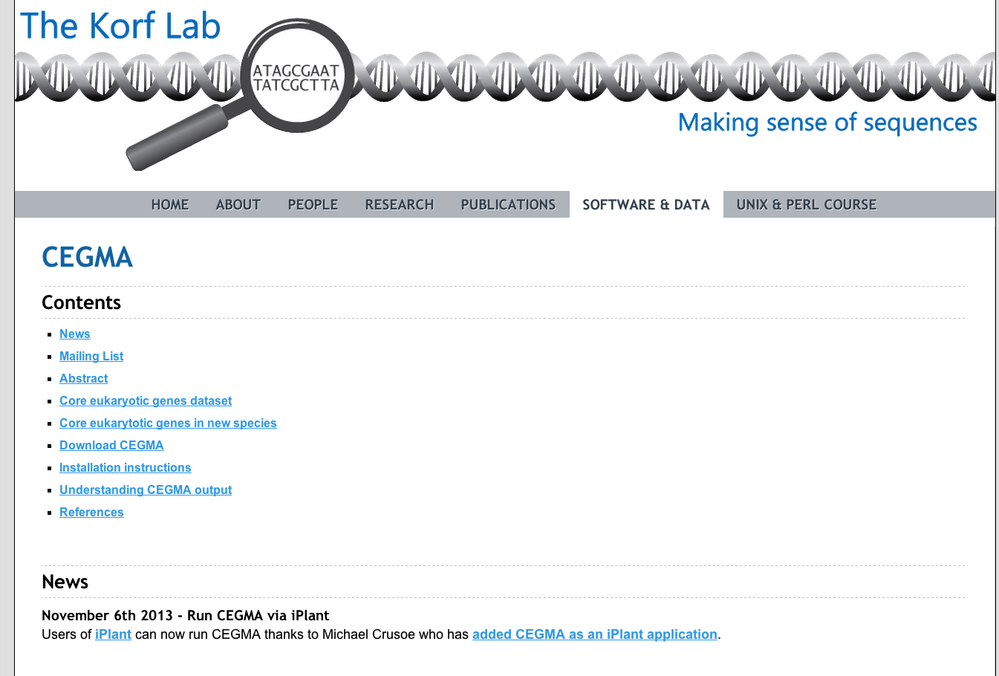 The Korf Lab
ATAGCGAAT
TATCGCTTA
Making sense of sequences
HOME ABOUT PEOPLE RESEARCH PUBLICATIONS SOFTWARE & DATA UNIX & PERL COURSE
CEGMA
Contents
News
Mailing List
Abstract
Core eukaryotic genes dataset
Core eukarytotic genes in new species
Download CEGMA
Installation instructions
Understanding CEGMA output
References
News
November 6th 2013 - Run CEGMA via iPlant
Users of iPlant can now run CEGMA thanks to Michael Crusoe who has added CEGMA as an iPlant application.